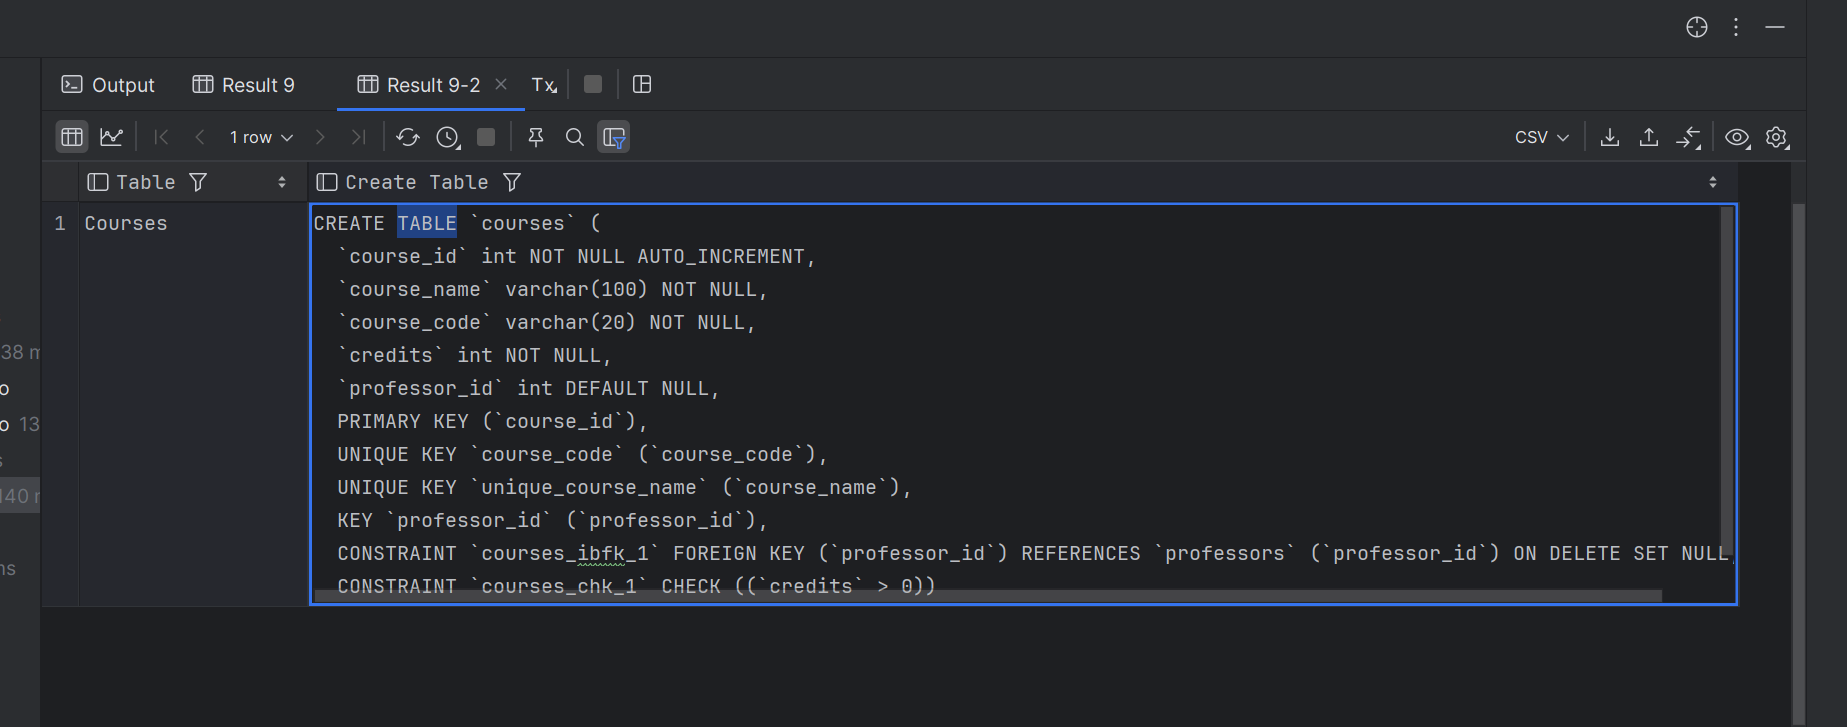 Output
Result 9
Result 9-2
Tx
1 row
CSV
Table
Create Table
1
Courses
CREATE TABLE `courses` (
`course_id` int NOT NULL AUTO_INCREMENT,
`course_name` varchar(100) NOT NULL,
`course_code` varchar(20) NOT NULL,
`credits` int NOT NULL,
`professor_id` int DEFAULT NULL,
PRIMARY KEY (`course_id`),
UNIQUE KEY `course_code` (`course_code`),
UNIQUE KEY `unique_course_name` (`course_name`),
KEY `professor_id` (`professor_id`),
CONSTRAINT `courses_ibfk_1` FOREIGN KEY (`professor_id`) REFERENCES `professors` (`professor_id`) ON DELETE SET NULL,
CONSTRAINT `courses_chk_1` CHECK ((`credits` > 0))
38 m
o
o 13
s
140
ns